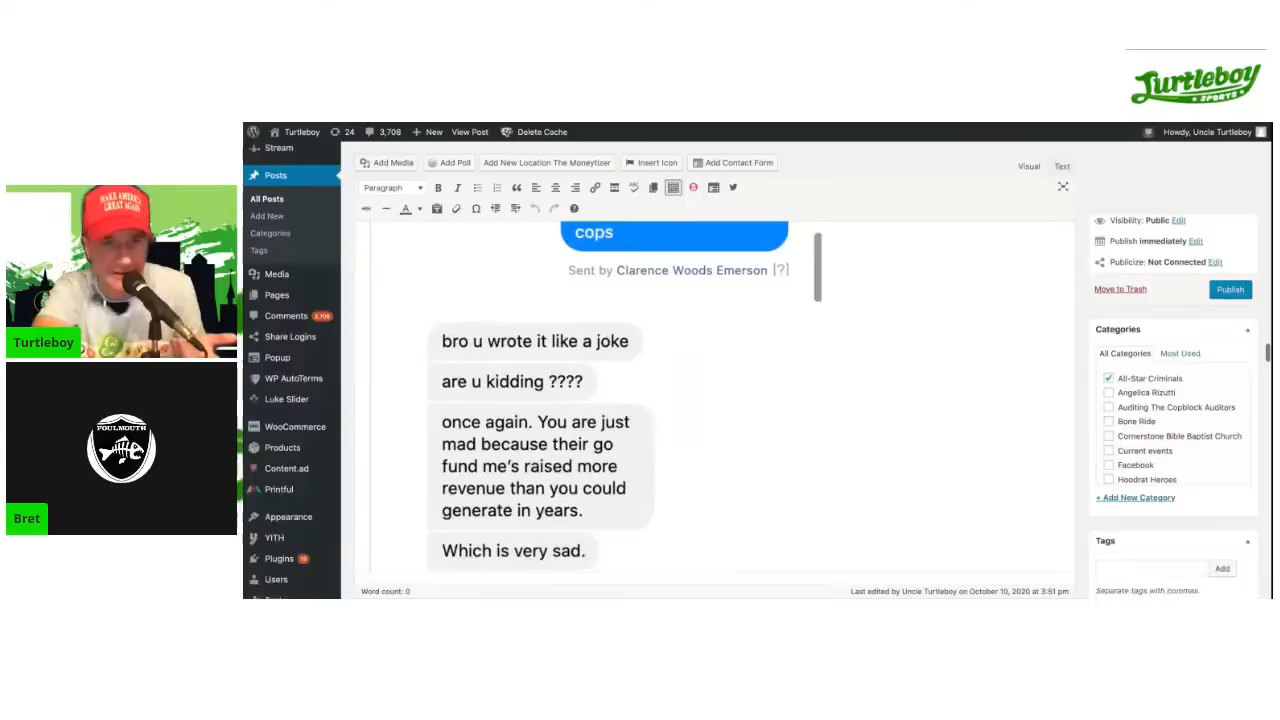 Turtleboy
SPORTS
Turtleboy
24
3,708
New
View Post
Delete Cache
Howdy, Uncle Turtleboy
Stream
Posts
All Posts
Add New
Categories
Tags
Media
Pages
Comments 3,708
Share Logins
Popup
WP AutoTerms
Luke Slider
WooCommerce
Products
Content.ad
Printful
Appearance
YITH
Plugins
Users
Add Media
Add Poll
Add New Location The Moneytizer
Insert Icon
Add Contact Form
Visual
Text
Paragraph
cops
Sent by Clarence Woods Emerson [?]
bro u wrote it like a joke
are u kidding ????
once again. You are just
mad because their go
fund me's raised more
revenue than you could
generate in years.
Which is very sad.
Word count: 0
Last edited by Uncle Turtleboy on October 10, 2020 at 3:51 pm
Visibility: Public Edit
Publish immediately Edit
Publicize: Not Connected Edit
Move to Trash
Publish
Categories
All Categories
Most Used
All-Star Criminals
Angelica Rizutti
Auditing The Copblock Auditors
Bone Ride
Cornerstone Bible Baptist Church
Current events
Facebook
Hoodrat Heroes
+ Add New Category
Tags
Add
Separate tags with commas.
MAKE AMERICA
GREAT AGAIN
Turtleboy
FOULMOUTH
Bret